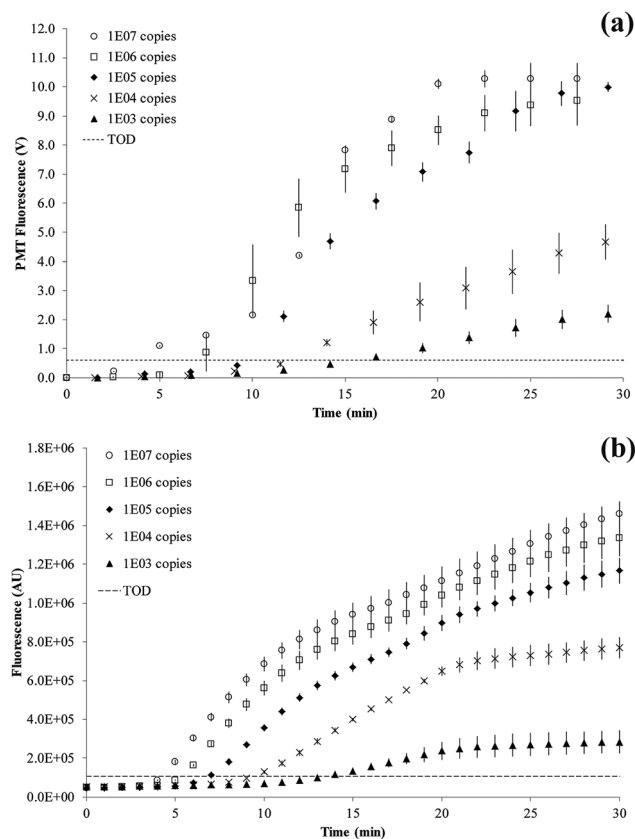 (a)
12.0
11.0
10.0
9.0
8.0
7.0
6.0
5.0
4.0
3.0
2.0
1.0
0.0
PMT Fluorescence (V)
1E07 copies
1E06 copies
1E05 copies
1E04 copies
1E03 copies
TOD
0 5 10 15 20 25 30
Time (min)
(b)
1.8E+06
1.6E+06
1.4E+06
1.2E+06
1.0E+06
8.0E+05
6.0E+05
4.0E+05
2.0E+05
0.0E+00
Fluorescence (AU)
1E07 copies
1E06 copies
1E05 copies
1E04 copies
1E03 copies
TOD
0 5 10 15 20 25 30
Time (min)